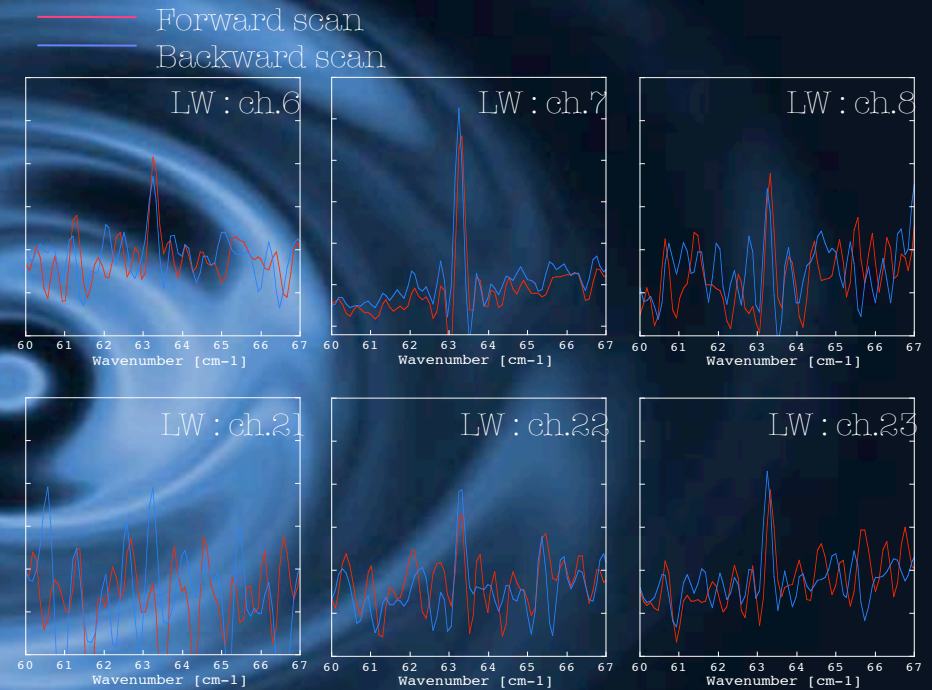 Forward scan
Backward scan
LW : ch.6
LW : ch.7
LW : ch.8
60 61 62 63 64 65 66 67
60 61 62 63 64 65 66 67
60 61 62 63 64 65 66 67
Wavenumber [cm-1]
Wavenumber [cm-1]
Wavenumber [cm-1]
LW : ch.21
LW : ch.22
LW : ch.23
60 61 62 63 64 65 66 67
60 61 62 63 64 65 66 67
60 61 62 63 64 65 66 67
Wavenumber [cm-1]
Wavenumber [cm-1]
Wavenumber [cm-1]